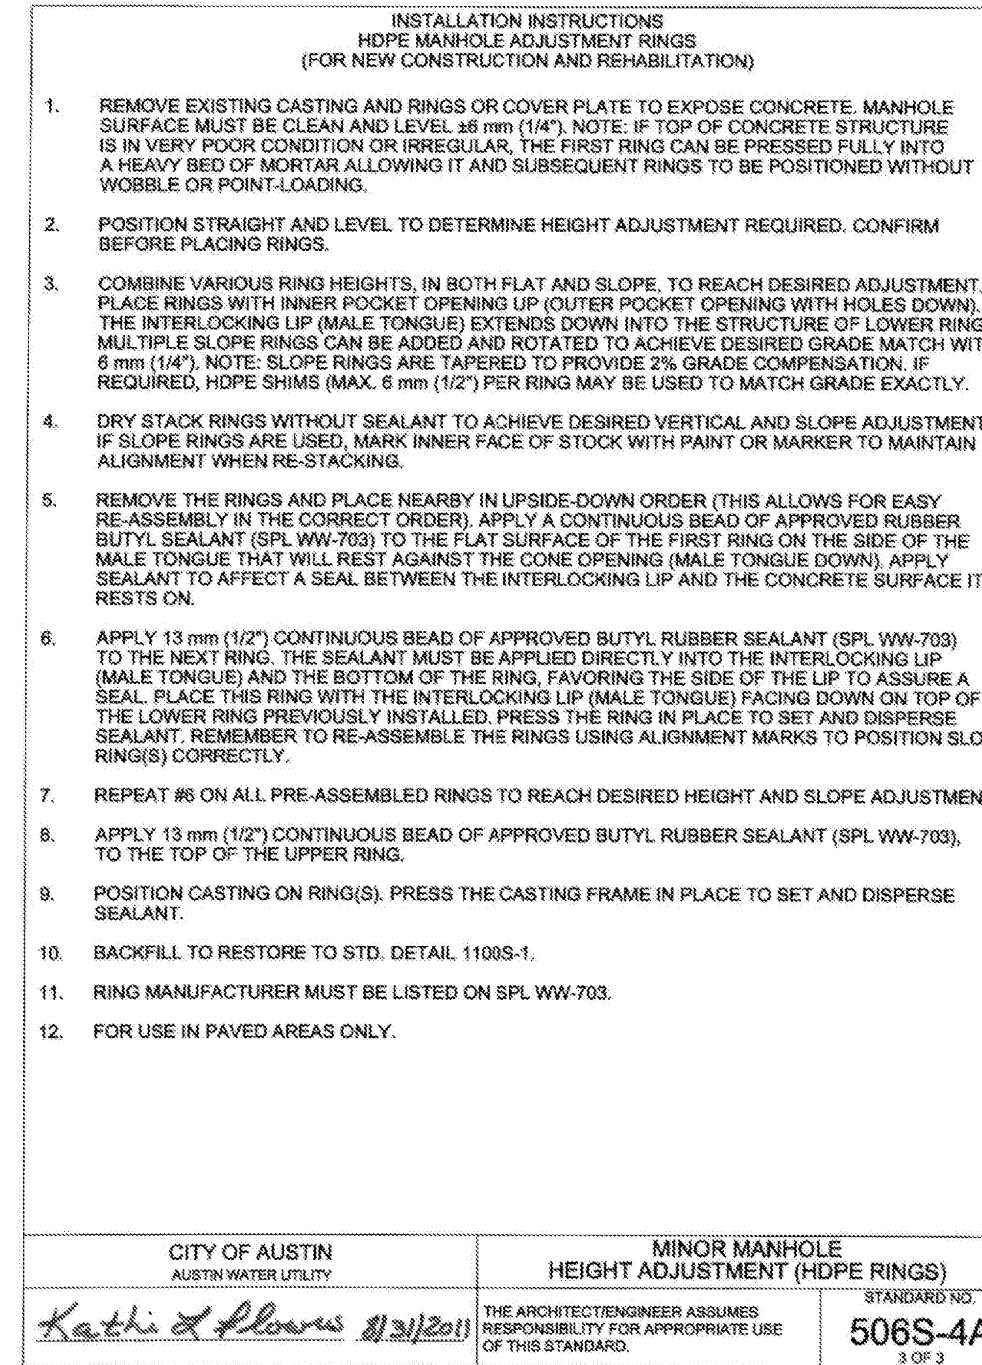 INSTALLATION INSTRUCTIONS
HDPE MANHOLE ADJUSTMENT RINGS
(FOR NEW CONSTRUCTION AND REHABILITATION)
1. REMOVE EXISTING CASTING AND RINGS OR COVER PLATE TO EXPOSE CONCRETE. MANHOLE
SURFACE MUST BE CLEAN AND LEVEL ±6 mm (1/4"). NOTE: IF TOP OF CONCRETE STRUCTURE
IS IN VERY POOR CONDITION OR IRREGULAR, THE FIRST RING CAN BE PRESSED FULLY INTO
A HEAVY BED OF MORTAR ALLOWING IT AND SUBSEQUENT RINGS TO BE POSITIONED WITHOUT
WOBBLE OR POINT-LOADING.
2. POSITION STRAIGHT AND LEVEL TO DETERMINE HEIGHT ADJUSTMENT REQUIRED. CONFIRM
BEFORE PLACING RINGS.
3. COMBINE VARIOUS RING HEIGHTS, IN BOTH FLAT AND SLOPE, TO REACH DESIRED ADJUSTMENT.
PLACE RINGS WITH INNER POCKET OPENING UP (OUTER POCKET OPENING WITH HOLES DOWN).
THE INTERLOCKING LIP (MALE TONGUE) EXTENDS DOWN INTO THE STRUCTURE OF LOWER RING
MULTIPLE SLOPE RINGS CAN BE ADDED AND ROTATED TO ACHIEVE DESIRED GRADE MATCH WIT
6 mm (1/4"). NOTE: SLOPE RINGS ARE TAPERED TO PROVIDE 2% GRADE COMPENSATION. IF
REQUIRED, HDPE SHIMS (MAX. 6 mm (1/2") PER RING MAY BE USED TO MATCH GRADE EXACTLY.
4. DRY STACK RINGS WITHOUT SEALANT TO ACHIEVE DESIRED VERTICAL AND SLOPE ADJUSTMENT
IF SLOPE RINGS ARE USED, MARK INNER FACE OF STOCK WITH PAINT OR MARKER TO MAINTAIN
ALIGNMENT WHEN RE-STACKING.
5. REMOVE THE RINGS AND PLACE NEARBY IN UPSIDE-DOWN ORDER (THIS ALLOWS FOR EASY
RE-ASSEMBLY IN THE CORRECT ORDER). APPLY A CONTINUOUS BEAD OF APPROVED RUBBER
BUTYL SEALANT (SPL WW-703) TO THE FLAT SURFACE OF THE FIRST RING ON THE SIDE OF THE
MALE TONGUE THAT WILL REST AGAINST THE CONE OPENING (MALE TONGUE DOWN). APPLY
SEALANT TO AFFECT A SEAL BETWEEN THE INTERLOCKING LIP AND THE CONCRETE SURFACE IT
RESTS ON.
6. APPLY 13 mm (1/2") CONTINUOUS BEAD OF APPROVED BUTYL RUBBER SEALANT (SPL WW-703)
TO THE NEXT RING. THE SEALANT MUST BE APPLIED DIRECTLY INTO THE INTERLOCKING LIP
(MALE TONGUE) AND THE BOTTOM OF THE RING, FAVORING THE SIDE OF THE LIP TO ASSURE A
SEAL. PLACE THIS RING WITH THE INTERLOCKING LIP (MALE TONGUE) FACING DOWN ON TOP OF
THE LOWER RING PREVIOUSLY INSTALLED. PRESS THE RING IN PLACE TO SET AND DISPERSE
SEALANT. REMEMBER TO RE-ASSEMBLE THE RINGS USING ALIGNMENT MARKS TO POSITION SLO
RING(S) CORRECTLY.
7. REPEAT #6 ON ALL PRE-ASSEMBLED RINGS TO REACH DESIRED HEIGHT AND SLOPE ADJUSTMEN
8. APPLY 13 mm (1/2") CONTINUOUS BEAD OF APPROVED BUTYL RUBBER SEALANT (SPL WW-703),
TO THE TOP OF THE UPPER RING.
9. POSITION CASTING ON RING(S). PRESS THE CASTING FRAME IN PLACE TO SET AND DISPERSE
SEALANT.
10. BACKFILL TO RESTORE TO STD. DETAIL 1100S-1.
11. RING MANUFACTURER MUST BE LISTED ON SPL WW-703.
12. FOR USE IN PAVED AREAS ONLY.
CITY OF AUSTIN
AUSTIN WATER UTILITY
Kathi L Flowers 8/31/2011
MINOR MANHOLE
HEIGHT ADJUSTMENT (HDPE RINGS)
THE ARCHITECT/ENGINEER ASSUMES
RESPONSIBILITY FOR APPROPRIATE USE
OF THIS STANDARD.
STANDARD NO.
506S-4A
3 OF 3